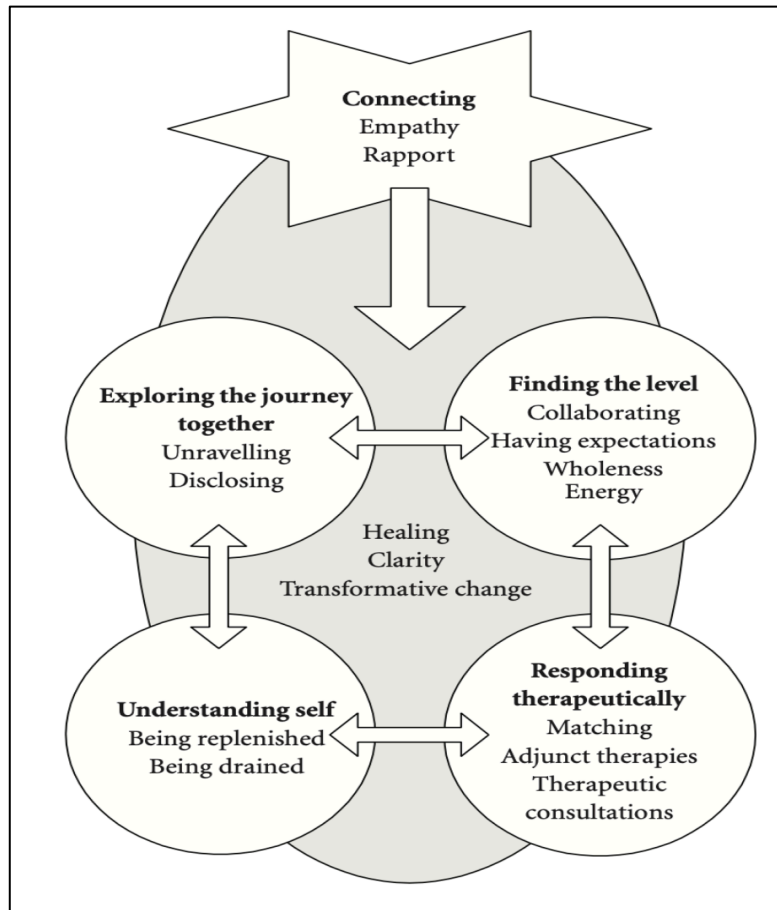 Connecting
Empathy
Rapport
Exploring the journey
together
Unravelling
Disclosing
Finding the level
Collaborating
Having expectations
Wholeness
Energy
Healing
Clarity
Transformative change
Understanding self
Being replenished
Being drained
Responding
therapeutically
Matching
Adjunct therapies
Therapeutic
consultations